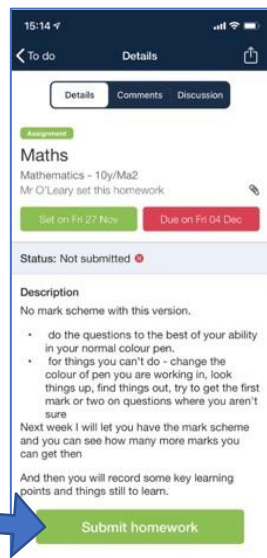 15:14
To do Details
Details Comments Discussion
Assignment
Maths
Mathematics - 10y/Ma2
Mr O'Leary set this homework
Set on Fri 27 Nov Due on Fri 04 Dec
Status: Not submitted
Description
No mark scheme with this version.
• do the questions to the best of your ability
in your normal colour pen.
• for things you can't do - change the
colour of pen you are working in, look
things up, find things out, try to get the first
mark or two on questions where you aren't
sure
Next week I will let you have the mark scheme
and you can see how many more marks you
can get then
And then you will record some key learning
points and things still to learn.
Submit homework